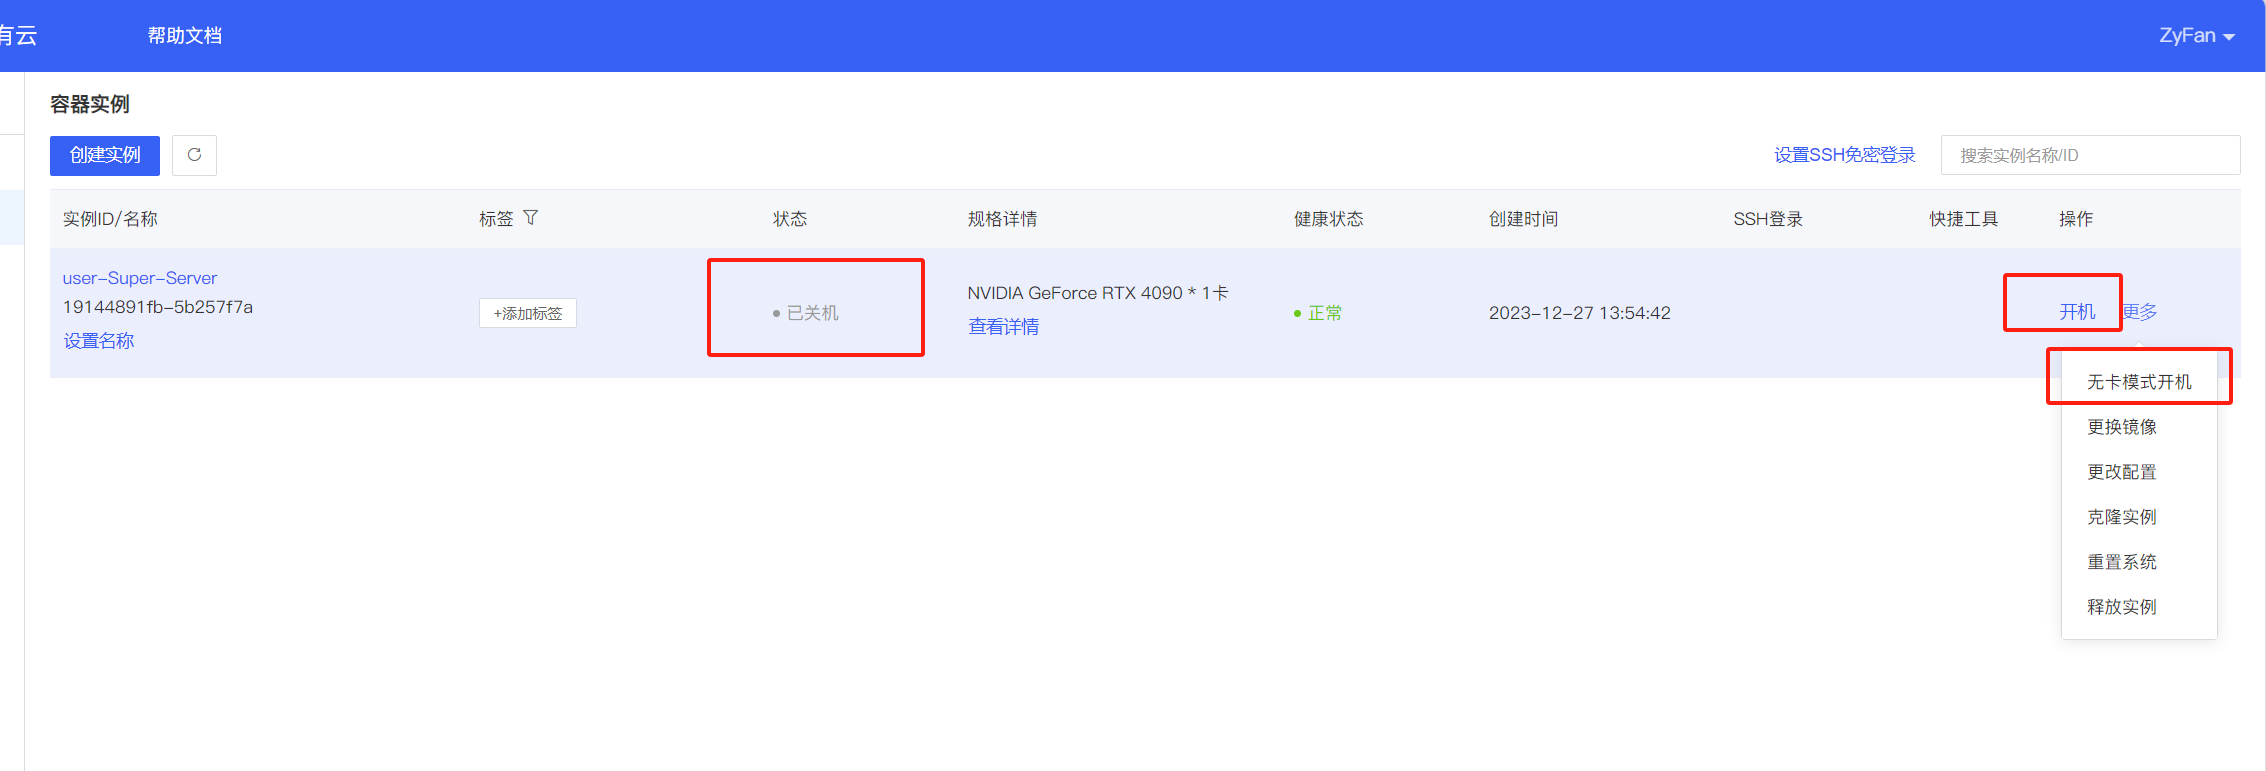 有云
帮助文档
ZyFan
容器实例
创建实例
设置SSH免密登录
搜索实例名称/ID
实例ID/名称
标签
状态
规格详情
健康状态
创建时间
SSH登录
快捷工具
操作
user-Super-Server
19144891fb-5b257f7a
设置名称
+添加标签
已关机
NVIDIA GeForce RTX 4090 * 1卡
查看详情
正常
2023-12-27 13:54:42
开机
更多
无卡模式开机
更换镜像
更改配置
克隆实例
重置系统
释放实例